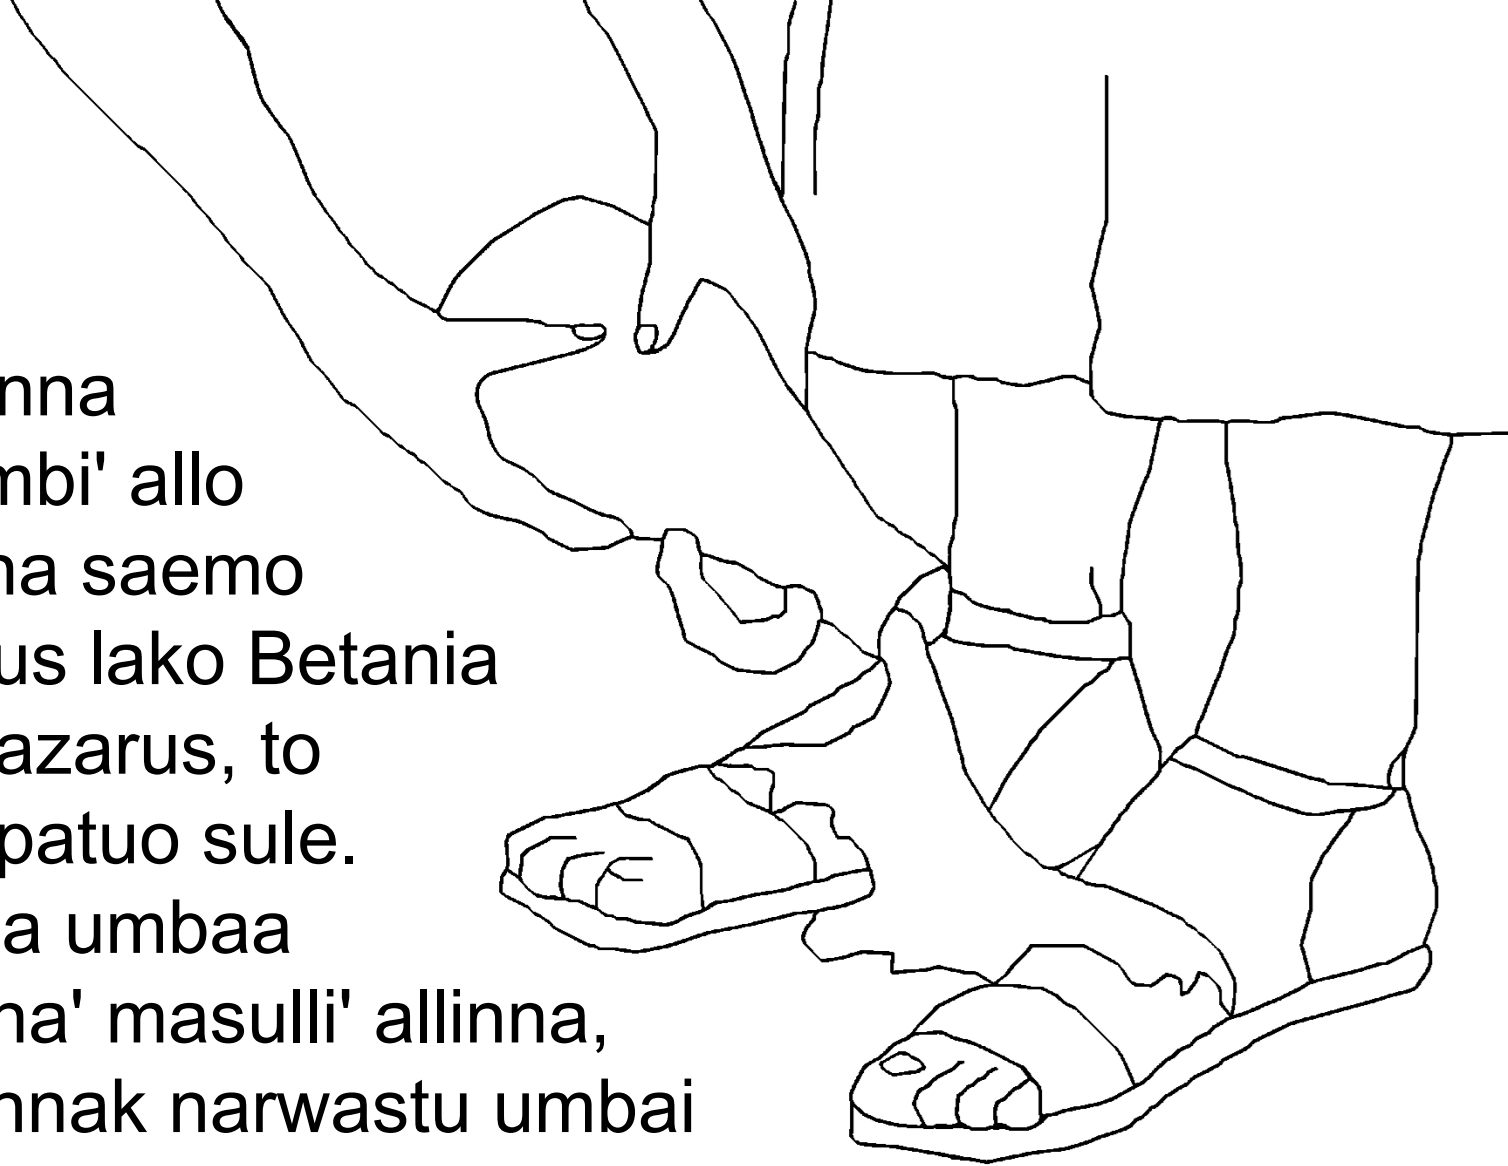 nna
mbi' allo
na saemo
us lako Betania
azarus, to
patuo sule.
a umbaa
na' masulli' allinna,
nnak narwastu umbai